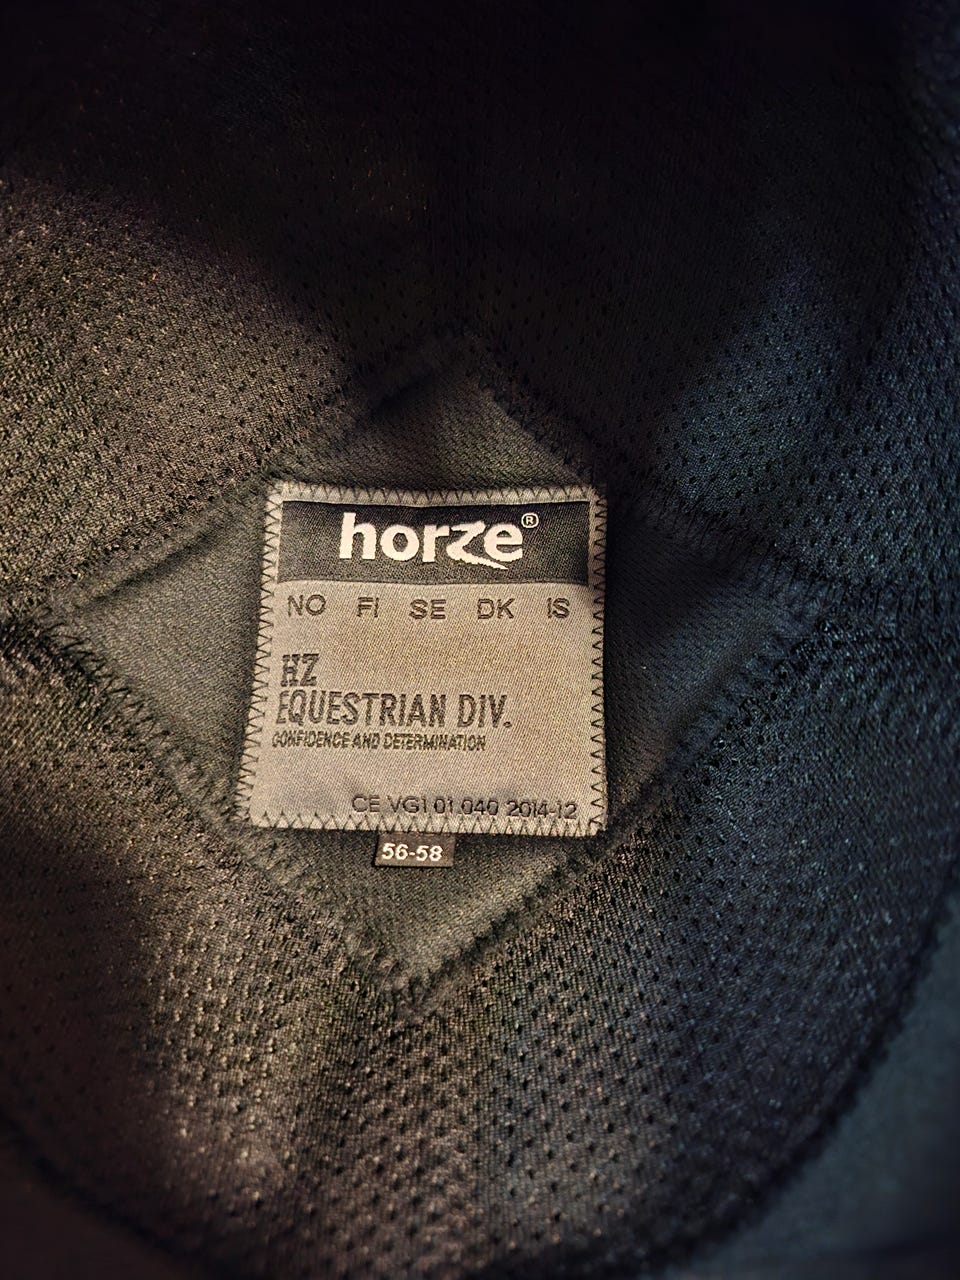 horze®
NO FI SE DK IS
HZ
EQUESTRIAN DIV.
CONFIDENCE AND DETERMINATION
CE VG1 01.040 2014-12
56-58